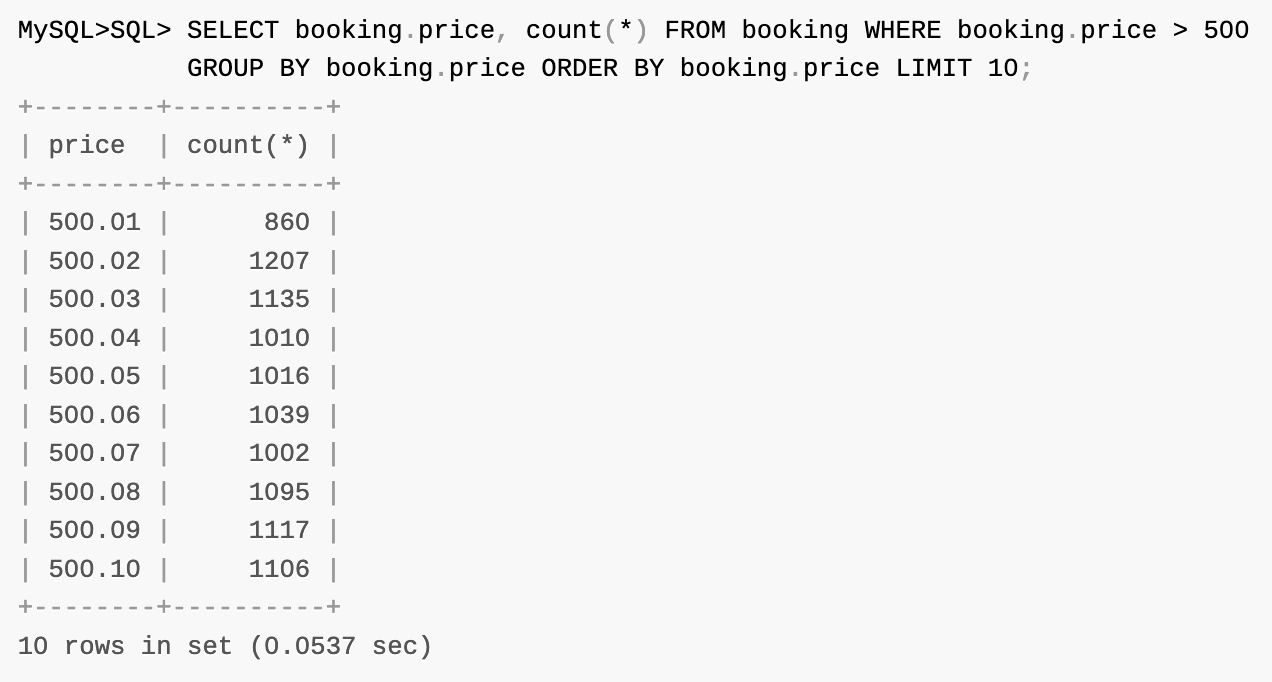 MySQL>SQL> SELECT booking.price, count(*) FROM booking WHERE booking.price > 500
           GROUP BY booking.price ORDER BY booking.price LIMIT 10;
+--------+----------+
| price  | count(*) |
+--------+----------+
| 500.01 |      860 |
| 500.02 |     1207 |
| 500.03 |     1135 |
| 500.04 |     1010 |
| 500.05 |     1016 |
| 500.06 |     1039 |
| 500.07 |     1002 |
| 500.08 |     1095 |
| 500.09 |     1117 |
| 500.10 |     1106 |
+--------+----------+
10 rows in set (0.0537 sec)